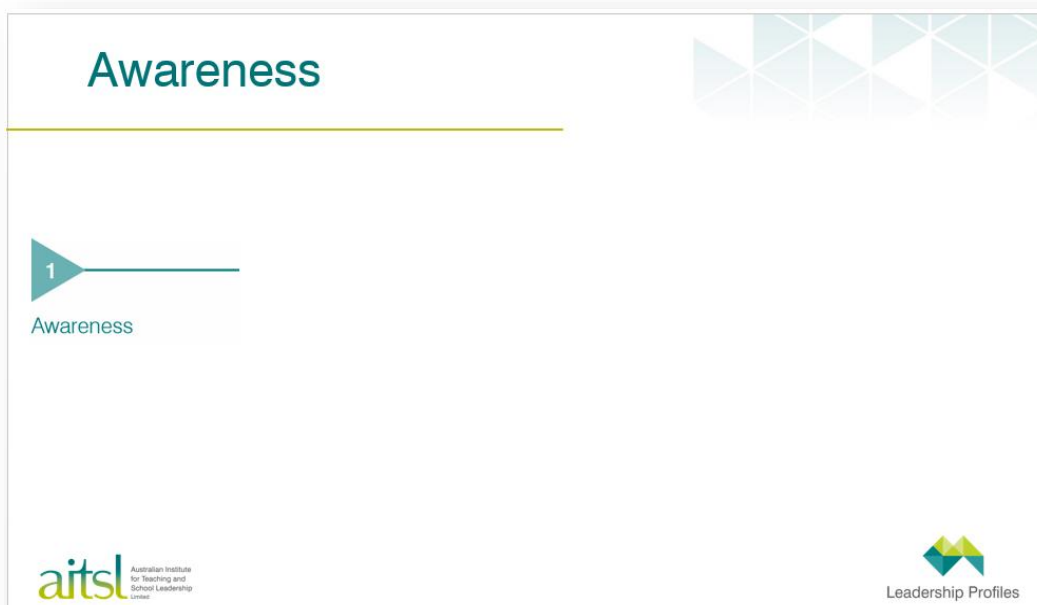 Awareness
1
Awareness
aitsl
Australian Institute
for Teaching and
School Leadership
Limited
Leadership Profiles